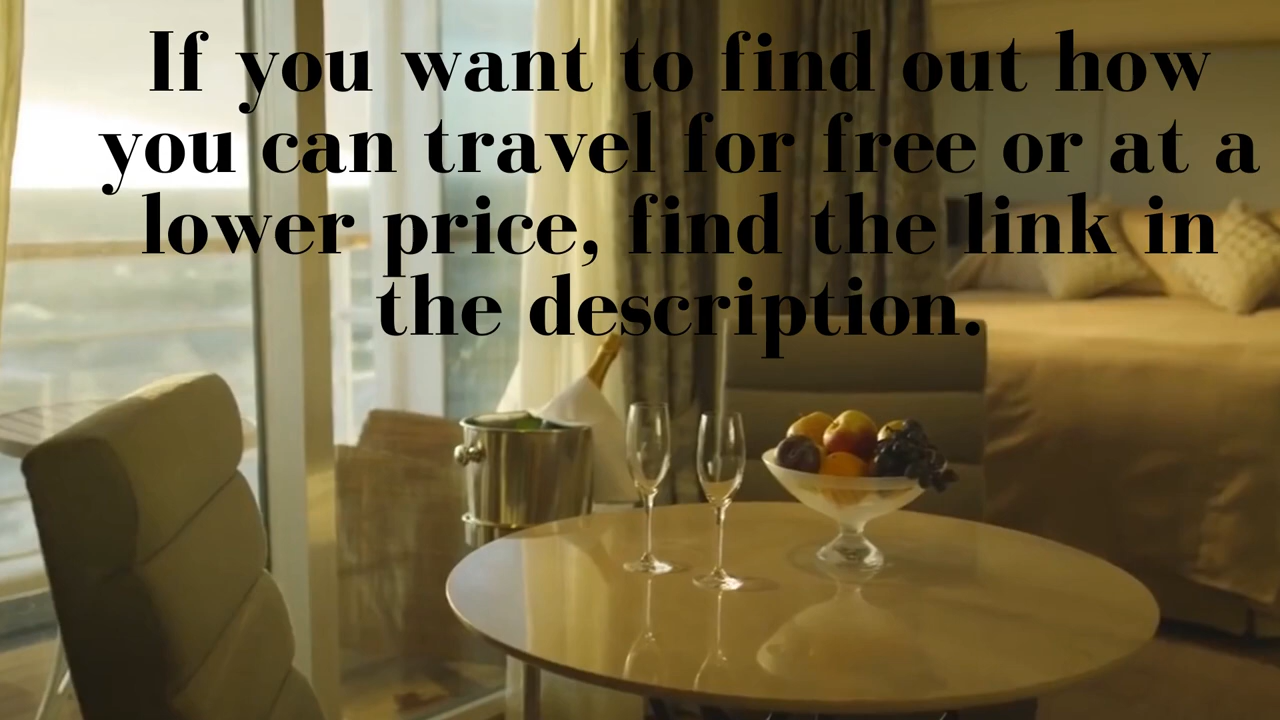 If you want to find out how
you can travel for free or at a
lower price, find the link in
the description.